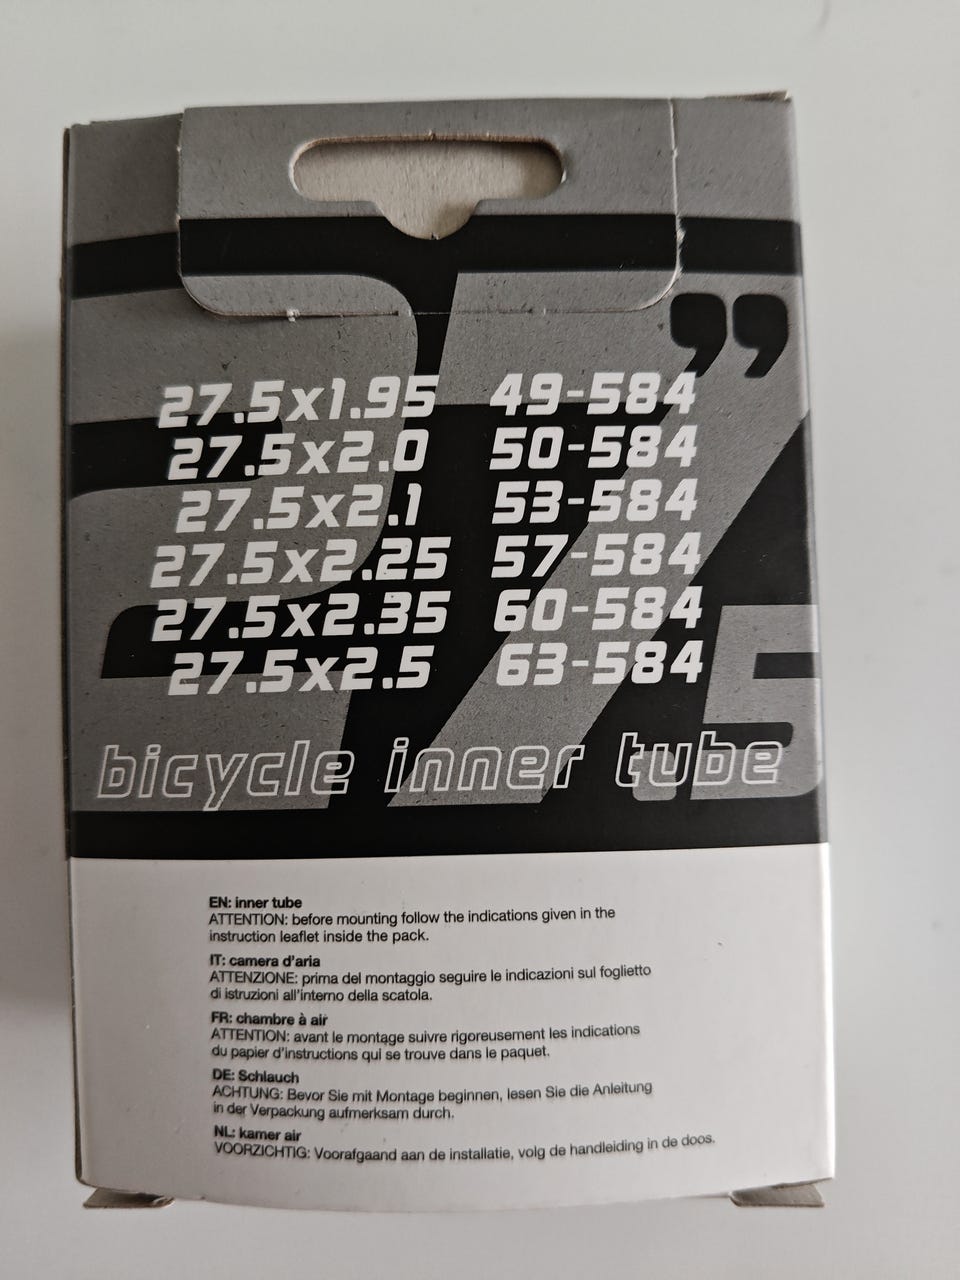 27.5”
27.5x1.95 49-584
27.5x2.0 50-584
27.5x2.1 53-584
27.5x2.25 57-584
27.5x2.35 60-584
27.5x2.5 63-584
bicycle inner tube
EN: inner tube
ATTENTION: before mounting follow the indications given in the
instruction leaflet inside the pack.
IT: camera d'aria
ATTENZIONE: prima del montaggio seguire le indicazioni sul foglietto
di istruzioni all'interno della scatola.
FR: chambre à air
ATTENTION: avant le montage suivre rigoreusement les indications
du papier d'instructions qui se trouve dans le paquet.
DE: Schlauch
ACHTUNG: Bevor Sie mit Montage beginnen, lesen Sie die Anleitung
in der Verpackung aufmerksam durch.
NL: kamer air
VOORZICHTIG: Voorafgaand aan de installatie, volg de handleiding in de doos.